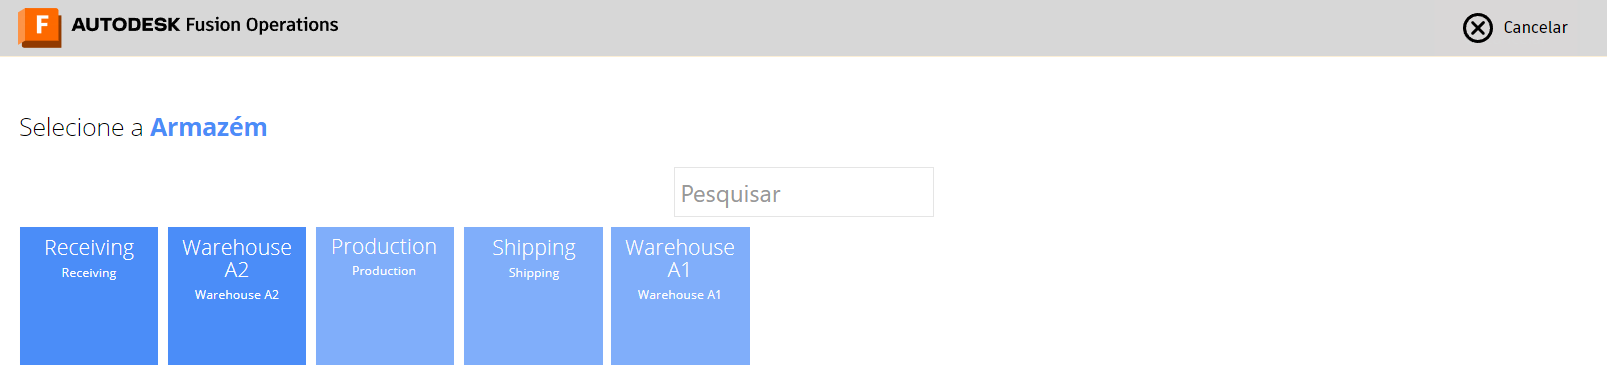 F AUTODESK Fusion Operations
Cancelar
Selecione a Armazém
Pesquisar
Receiving
Receiving
Warehouse
A2
Warehouse A2
Production
Production
Shipping
Shipping
Warehouse
A1
Warehouse A1